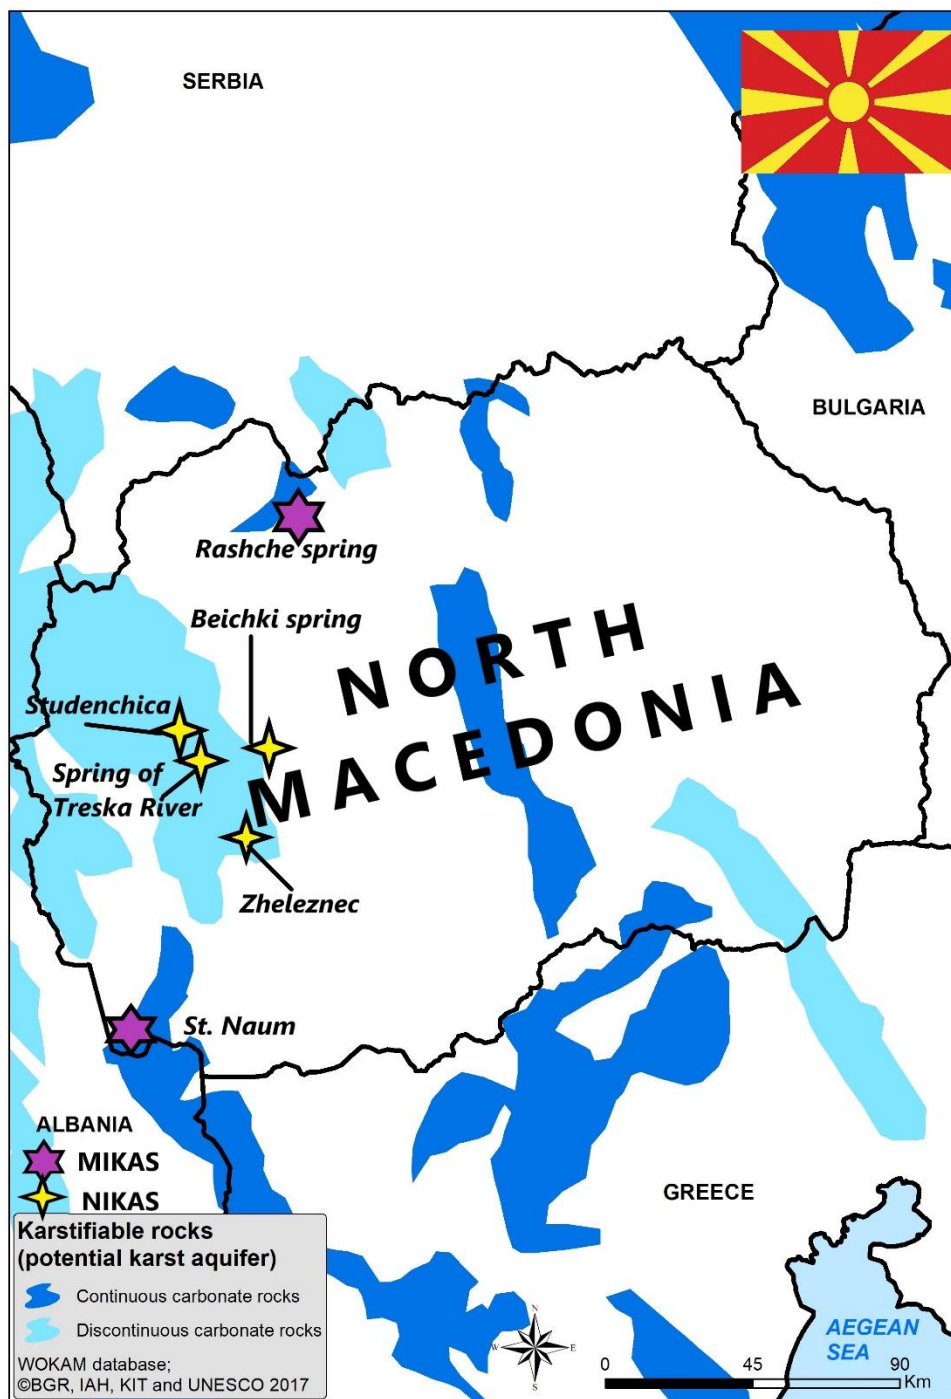 SERBIA
BULGARIA
Rashche spring
Beichki spring
NORTH
MACEDONIA
Studenchica
Spring of
Treska River
Zheleznec
St. Naum
ALBANIA
MIKAS
NIKAS
GREECE
Karstifiable rocks
(potential karst aquifer)
Continuous carbonate rocks
Discontinuous carbonate rocks
WOKAM database;
©BGR, IAH, KIT and UNESCO 2017
N
W E
S
0 45 90
Km
AEGEAN
SEA